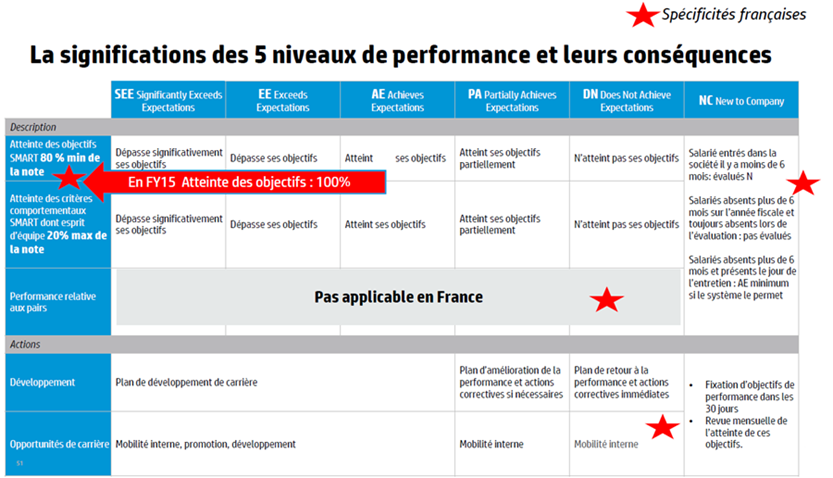 Spécificités françaises
La significations des 5 niveaux de performance et leurs conséquences
SEE Significantly Exceeds
Expectations
EE Exceeds
Expectations
AE Achieves
Expectations
PA Partially Achieves
Expectations
DN Does Not Achieve
Expectations
NC New to Company
Description
Atteinte des objectifs
SMART 80 % min de
la note
Dépasse significativement
ses objectifs
Dépasse ses objectifs
Atteint ses objectifs
Atteint ses objectifs
partiellement
N'atteint pas ses objectifs
En FY15 Atteinte des objectifs : 100%
Atteinte des critères
comportementaux
SMART dont esprit
d'équipe 20% max de
la note
Dépasse significativement
ses objectifs
Dépasse ses objectifs
Atteint ses objectifs
Atteint ses objectifs
partiellement
N'atteint pas ses objectifs
Salarié entrés dans la
société il y a moins de 6
mois: évalués N
Salariés absents plus de 6
mois sur l'année fiscale et
toujours absents lors de
l'évaluation : pas évalués
Salariés absents plus de 6
mois et présents le jour de
l'entretien : AE minimum
si le système le permet
Performance relative
aux pairs
Pas applicable en France
Actions
Développement
Plan de développement de carrière
Plan d'amélioration de la
performance et actions
correctives si nécessaires
Plan de retour à la
performance et actions
correctives immédiates
• Fixation d'objectifs de
performance dans les
30 jours
• Revue mensuelle de
l'atteinte de ces
objectifs.
Opportunités de carrière
Mobilité interne, promotion, développement
Mobilité interne
Mobilité interne
51